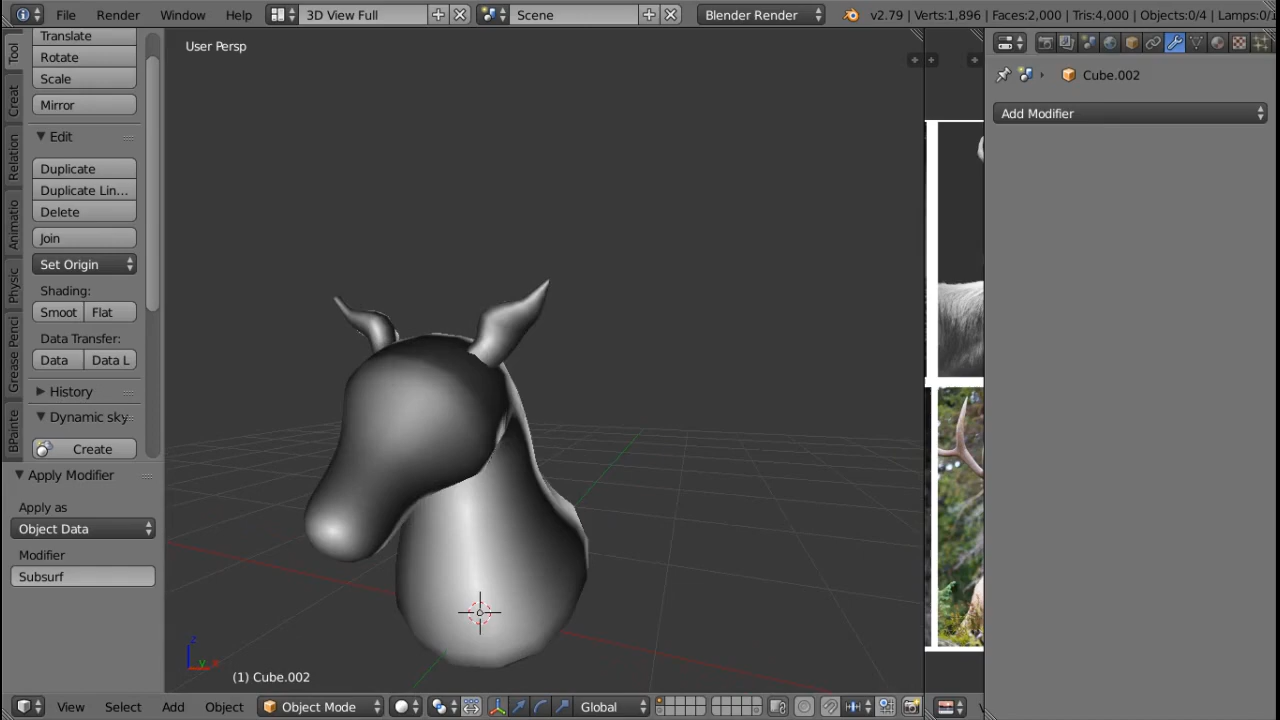 File Render Window Help 3D View Full Scene Blender Render v2.79 | Verts:1,896 | Faces:2,000 | Tris:4,000 | Objects:0/4 | Lamps:0/
User Persp
Tool
Creat
Relation
Animatio
Physic
Grease Penci
BPainte
Translate
Rotate
Scale
Mirror
Edit
Duplicate
Duplicate Lin...
Delete
Join
Set Origin
Shading:
Smoot Flat
Data Transfer:
Data Data L
History
Dynamic sky
Create
Apply Modifier
Apply as
Object Data
Modifier
Subsurf
Cube.002
Add Modifier
z
y
x
(1) Cube.002
View Select Add Object Object Mode Global